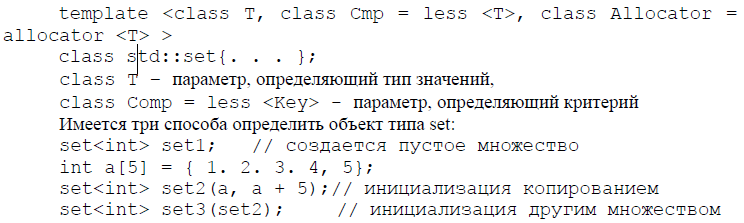 template <class T, class Cmp = less <T>, class Allocator =
allocator <T> >
class std::set{. . . };
class T – параметр, определяющий тип значений,
class Comp = less <Key> – параметр, определяющий критерий
Имеется три способа определить объект типа set:
set<int> set1; // создается пустое множество
int a[5] = { 1. 2. 3. 4, 5};
set<int> set2(a, a + 5);// инициализация копированием
set<int> set3(set2); // инициализация другим множеством